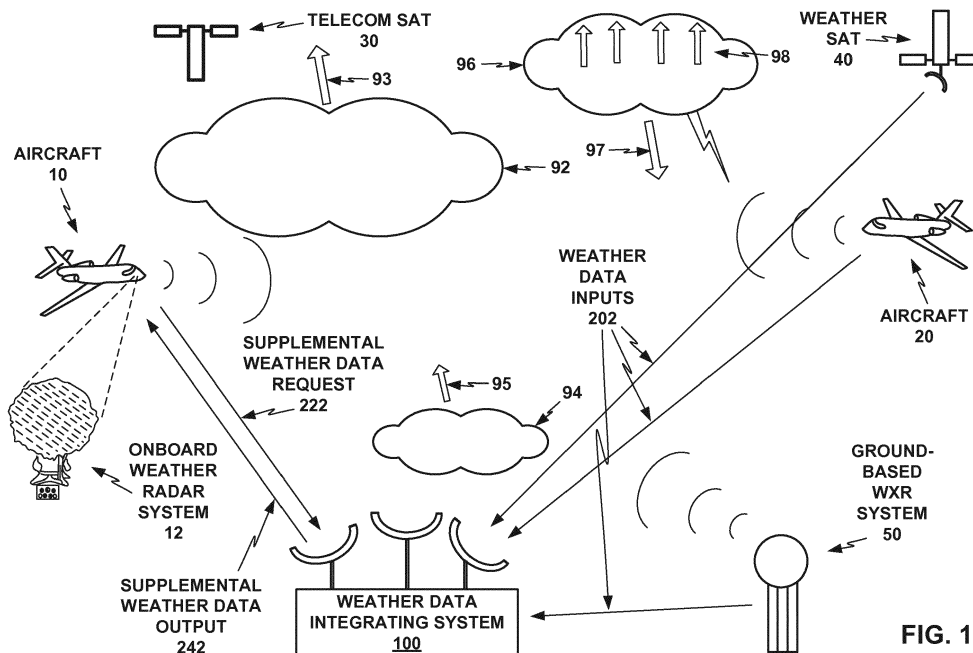 TELECOM SAT
30
WEATHER
SAT
40
93
96
98
AIRCRAFT
10
92
97
WEATHER
DATA
INPUTS
202
AIRCRAFT
20
SUPPLEMENTAL
WEATHER DATA
REQUEST
222
95
94
ONBOARD
WEATHER
RADAR
SYSTEM
12
GROUND-
BASED
WXR
SYSTEM
50
SUPPLEMENTAL
WEATHER DATA
OUTPUT
242
WEATHER DATA
INTEGRATING SYSTEM
100
FIG. 1